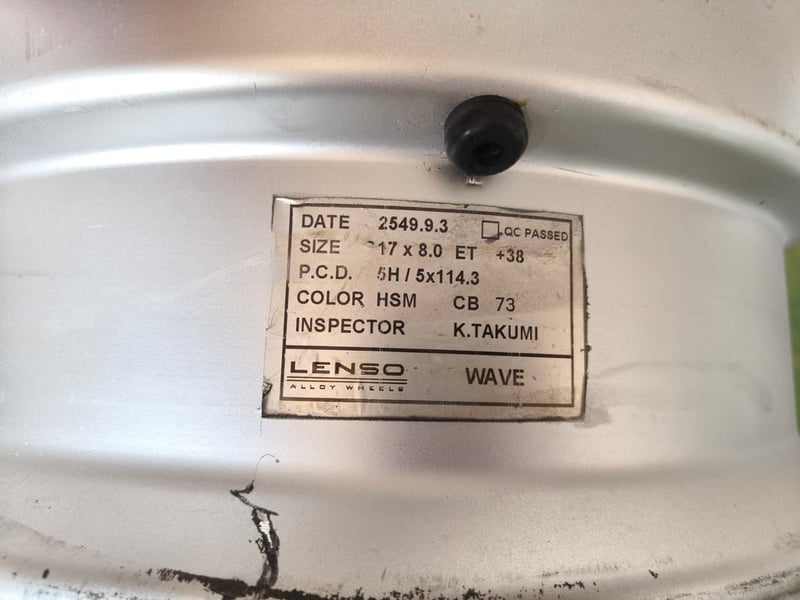 DATE 2549.9.3 QC PASSED
SIZE 17 x 8.0 ET +38
P.C.D. 5H / 5x114.3
COLOR HSM CB 73
INSPECTOR K.TAKUMI
LENSO WAVE
ALLOY WHEELS